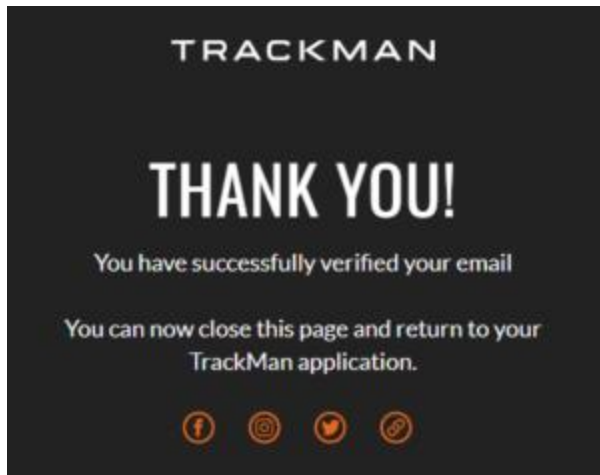 TRACKMAN
THANK YOU!
You have successfully verified your email
You can now close this page and return to your
TrackMan application.